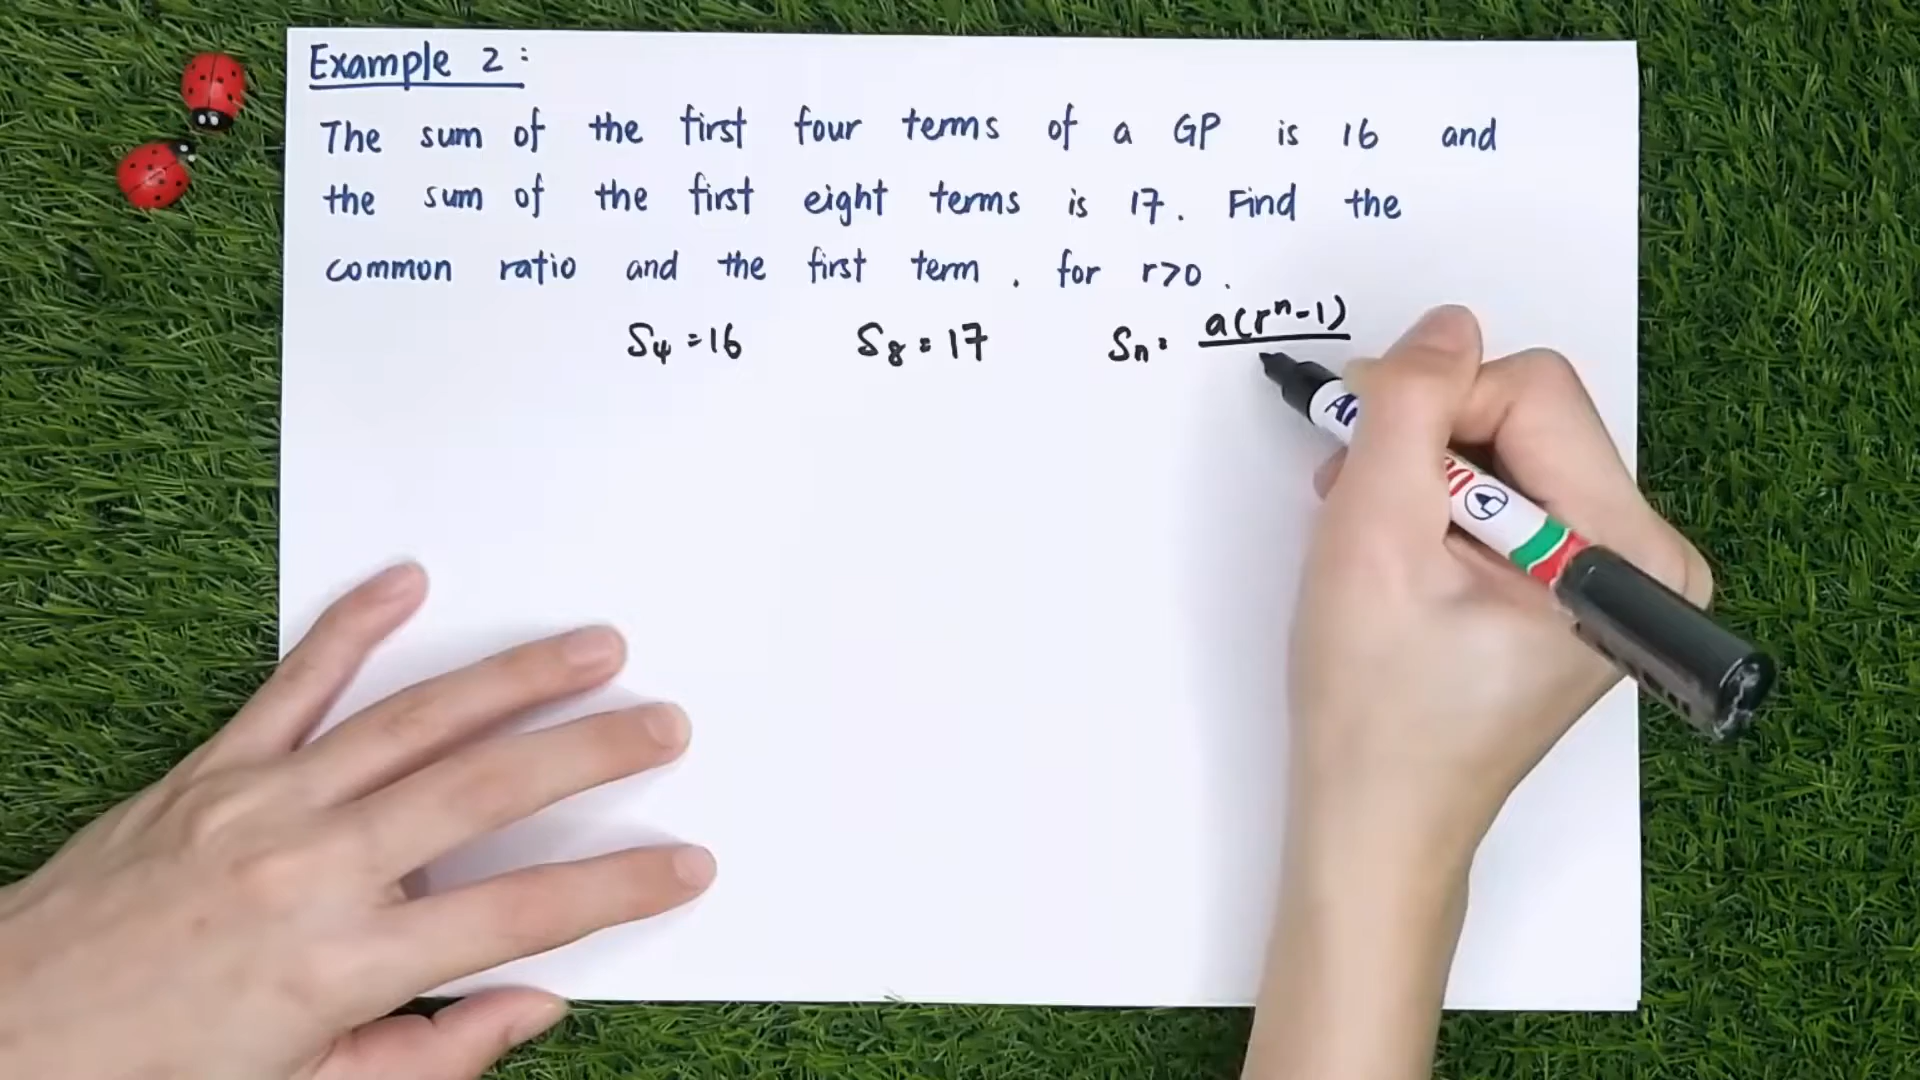 Example 2:
The sum of the first four terms of a GP is 16 and
the sum of the first eight terms is 17. Find the
common ratio and the first term. for r>0.
S₄ = 16 S₈ = 17 Sₙ = a(rⁿ-1)